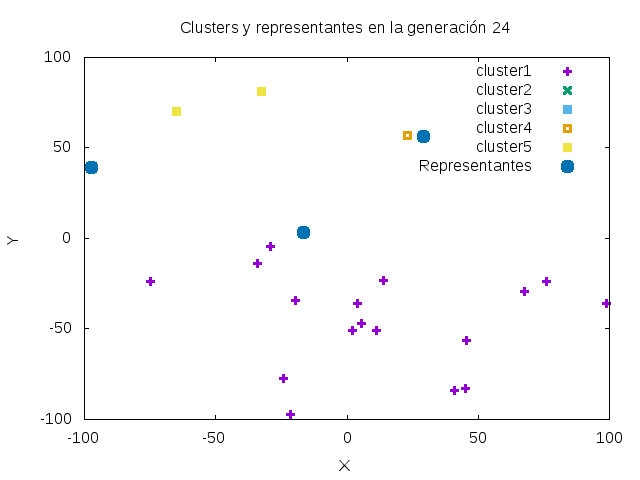 Clusters y representantes en la generación 24
100
50
0
-50
-100
-100
-50
0
50
100
Y
X
cluster1
cluster2
cluster3
cluster4
cluster5
Representantes